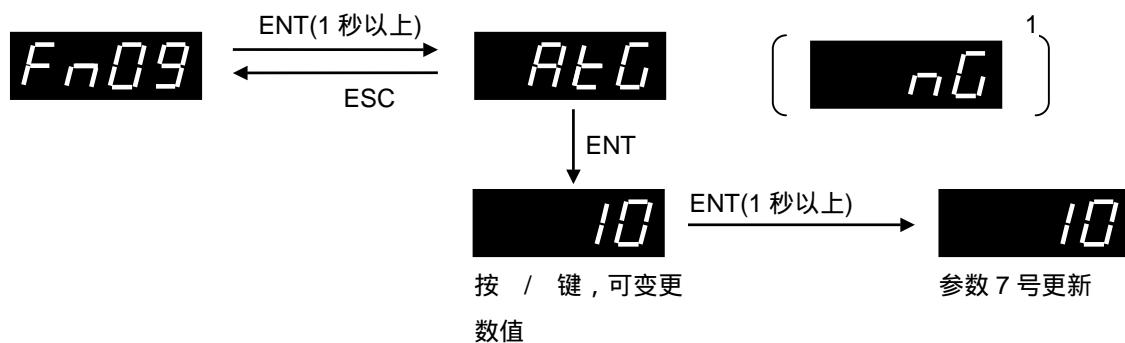 ENT(1 秒以上)
1
Fn09
AtG
nG
ESC
ENT
10
ENT(1 秒以上)
10
按 / 键，可变更
数值
参数 7 号更新